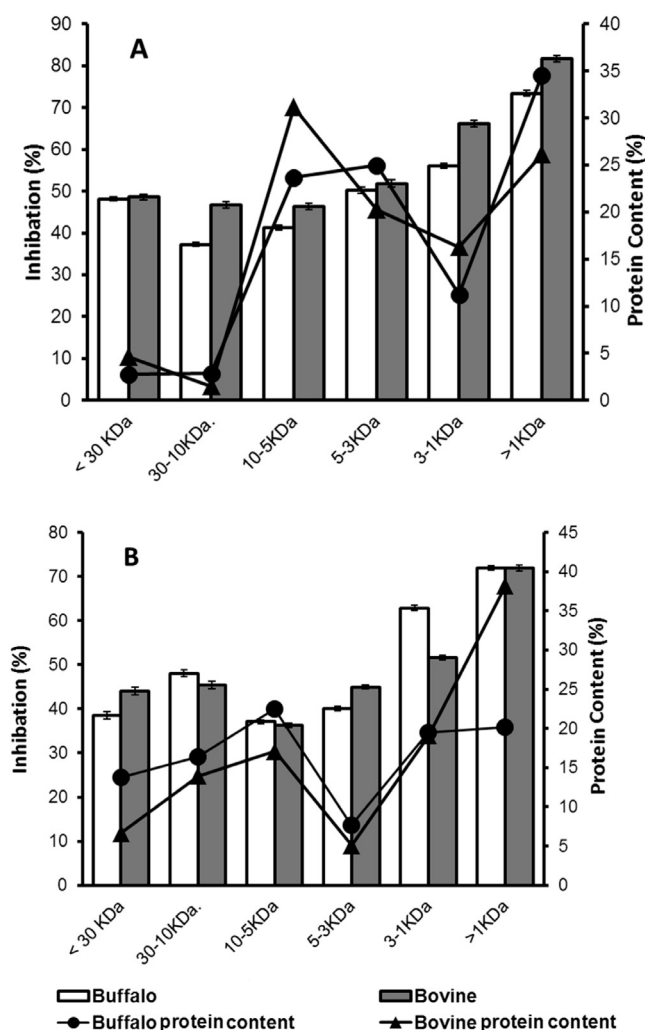 A
90
80
70
60
50
40
30
20
10
0
Inhibation (%)
40
35
30
25
20
15
10
5
0
Protein Content (%)
< 30 KDa
30-10KDa.
10-5KDa
5-3KDa
3-1KDa
>1KDa
B
80
70
60
50
40
30
20
10
0
Inhibation (%)
45
40
35
30
25
20
15
10
5
0
Protein Content (%)
< 30 KDa
30-10KDa.
10-5KDa
5-3KDa
3-1KDa
>1KDa
Buffalo
Bovine
Buffalo protein content
Bovine protein content